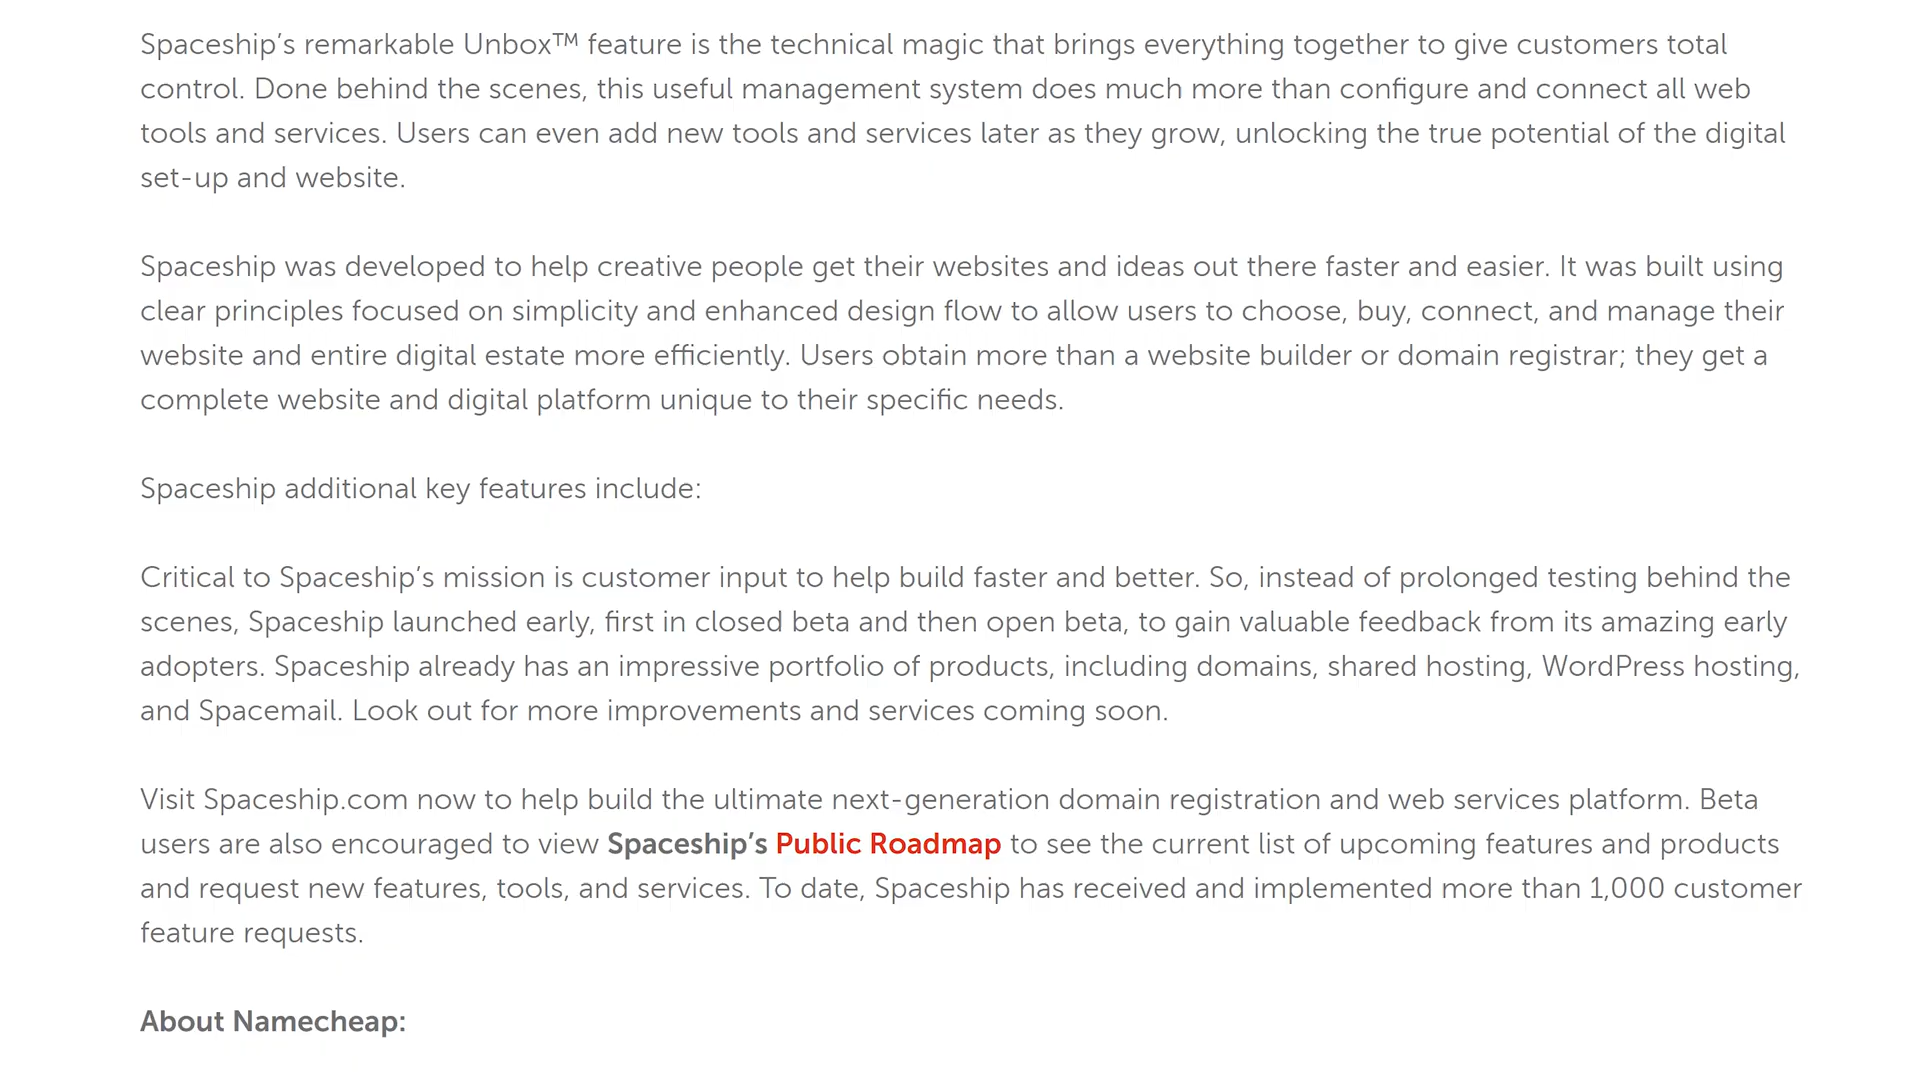 Spaceship’s remarkable Unbox™ feature is the technical magic that brings everything together to give customers total
control. Done behind the scenes, this useful management system does much more than configure and connect all web
tools and services. Users can even add new tools and services later as they grow, unlocking the true potential of the digital
set-up and website.
Spaceship was developed to help creative people get their websites and ideas out there faster and easier. It was built using
clear principles focused on simplicity and enhanced design flow to allow users to choose, buy, connect, and manage their
website and entire digital estate more efficiently. Users obtain more than a website builder or domain registrar; they get a
complete website and digital platform unique to their specific needs.
Spaceship additional key features include:
Critical to Spaceship’s mission is customer input to help build faster and better. So, instead of prolonged testing behind the
scenes, Spaceship launched early, first in closed beta and then open beta, to gain valuable feedback from its amazing early
adopters. Spaceship already has an impressive portfolio of products, including domains, shared hosting, WordPress hosting,
and Spacemail. Look out for more improvements and services coming soon.
Visit Spaceship.com now to help build the ultimate next-generation domain registration and web services platform. Beta
users are also encouraged to view Spaceship’s Public Roadmap to see the current list of upcoming features and products
and request new features, tools, and services. To date, Spaceship has received and implemented more than 1,000 customer
feature requests.
About Namecheap: